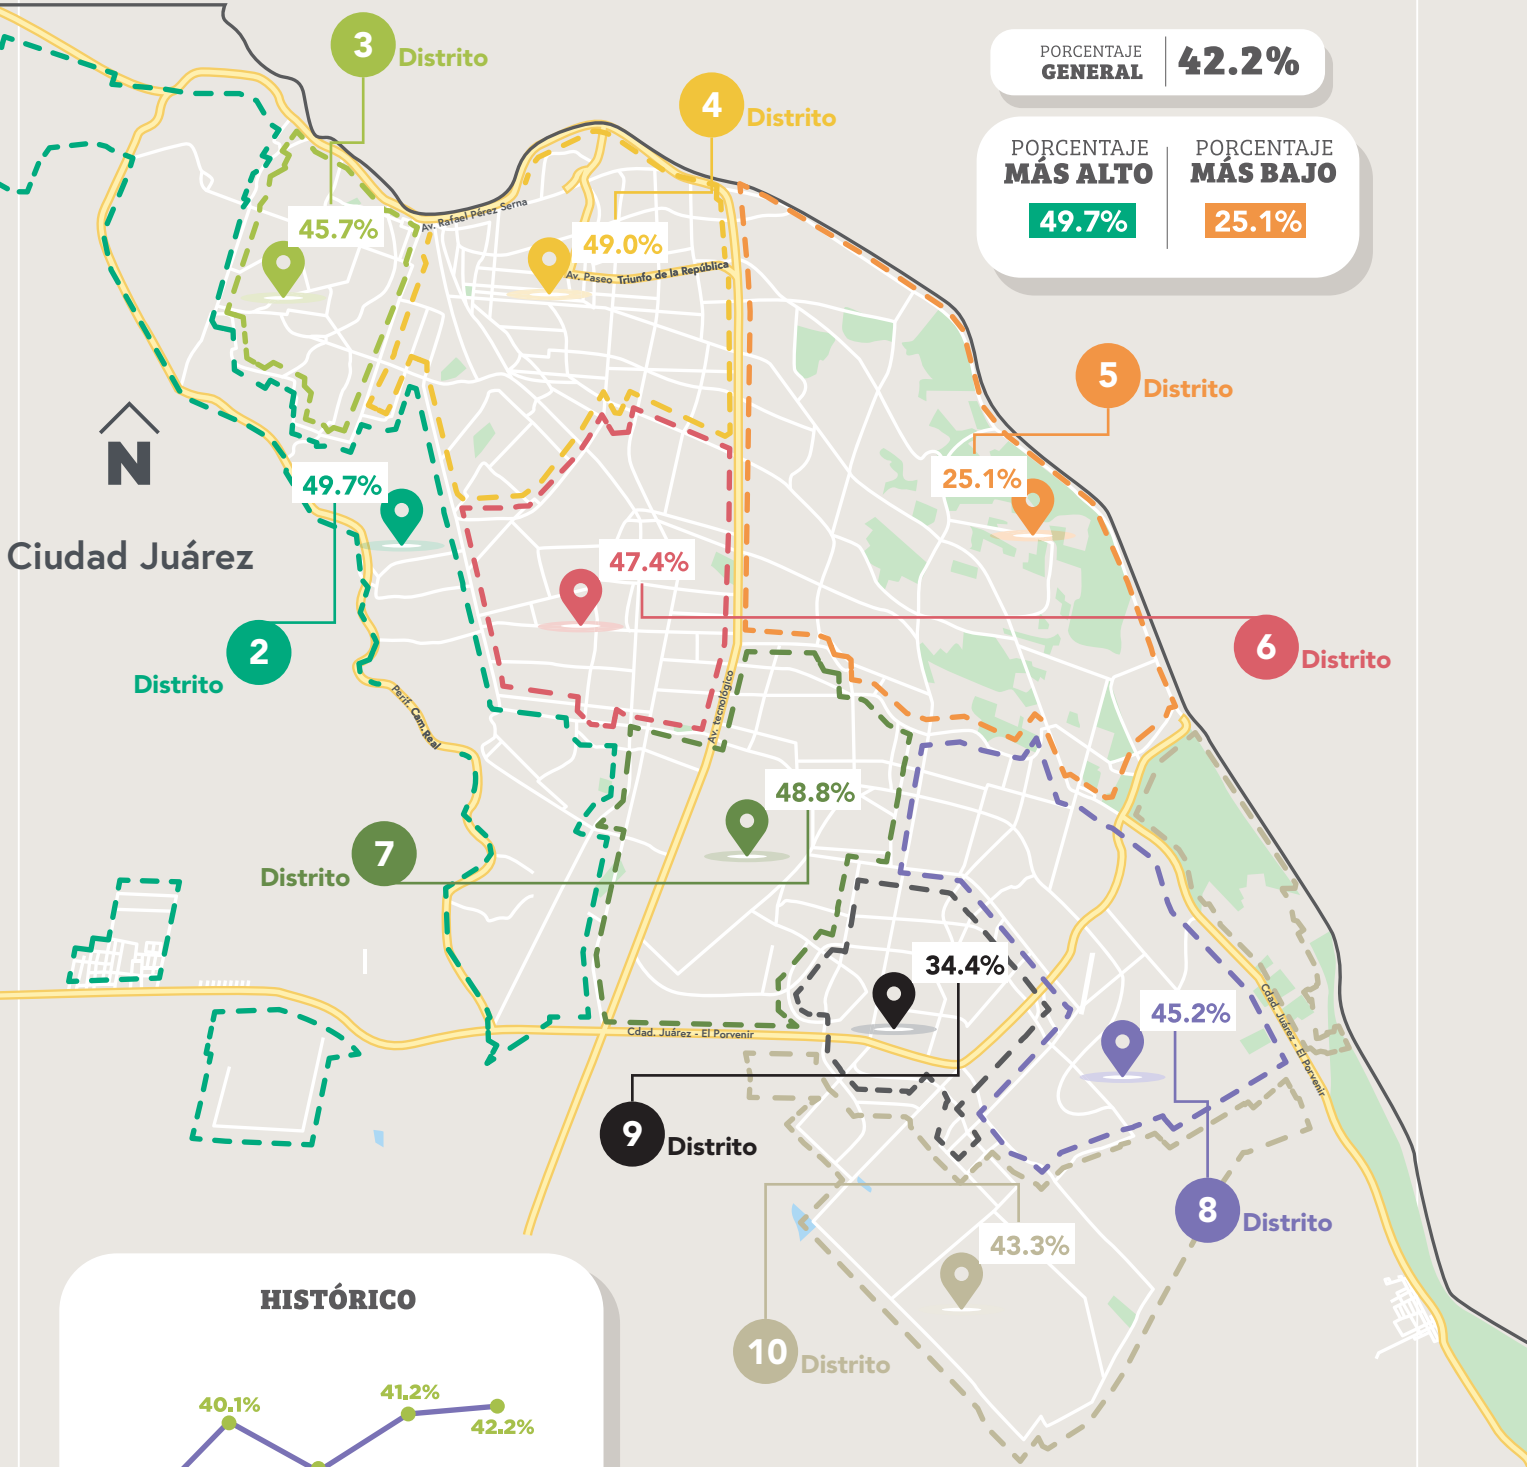 3 Distrito
4 Distrito
PORCENTAJE
GENERAL
42.2%
PORCENTAJE
MÁS ALTO
49.7%
PORCENTAJE
MÁS BAJO
25.1%
45.7%
Av. Rafael Pérez Serna
49.0%
Av. Paseo Triunfo de la República
5 Distrito
25.1%
N
Ciudad Juárez
49.7%
47.4%
2
Distrito
6 Distrito
Perif. Cam. Real
Av. tecnológico
48.8%
7
Distrito
34.4%
45.2%
Cdad. Juárez - El Porvenir
Cdad. Juárez - El Porvenir
9 Distrito
8 Distrito
43.3%
10 Distrito
HISTÓRICO
40.1%
41.2%
42.2%